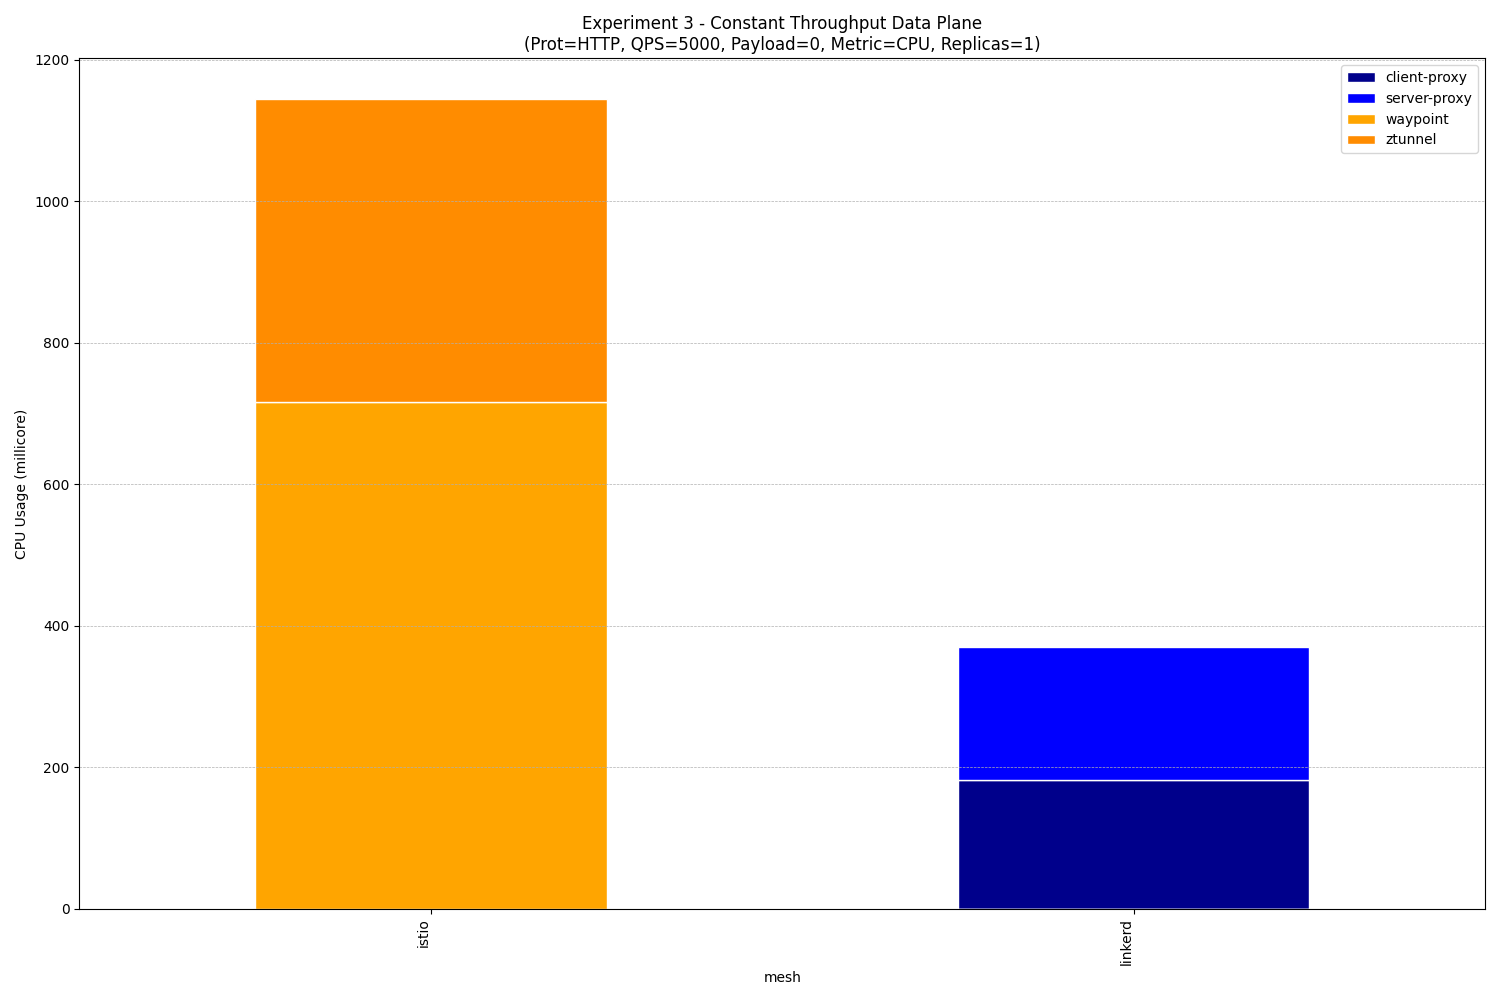 Experiment 3 - Constant Throughput Data Plane
(Prot=HTTP, QPS=5000, Payload=0, Metric=CPU, Replicas=1)
client-proxy
server-proxy
waypoint
ztunnel
CPU Usage (millicore)
1200
1000
800
600
400
200
0
istio
linkerd
mesh